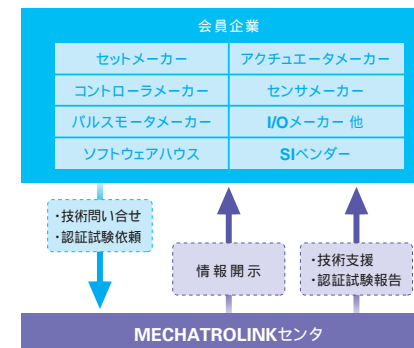 会員企業
セットメーカー
アクチュエータメーカー
コントローラメーカー
センサメーカー
パルスモータメーカー
I/Oメーカー 他
ソフトウェアハウス
SIベンダー
・技術問い合せ
・認証試験依頼
情報開示
・技術支援
・認証試験報告
MECHATROLINKセンタ